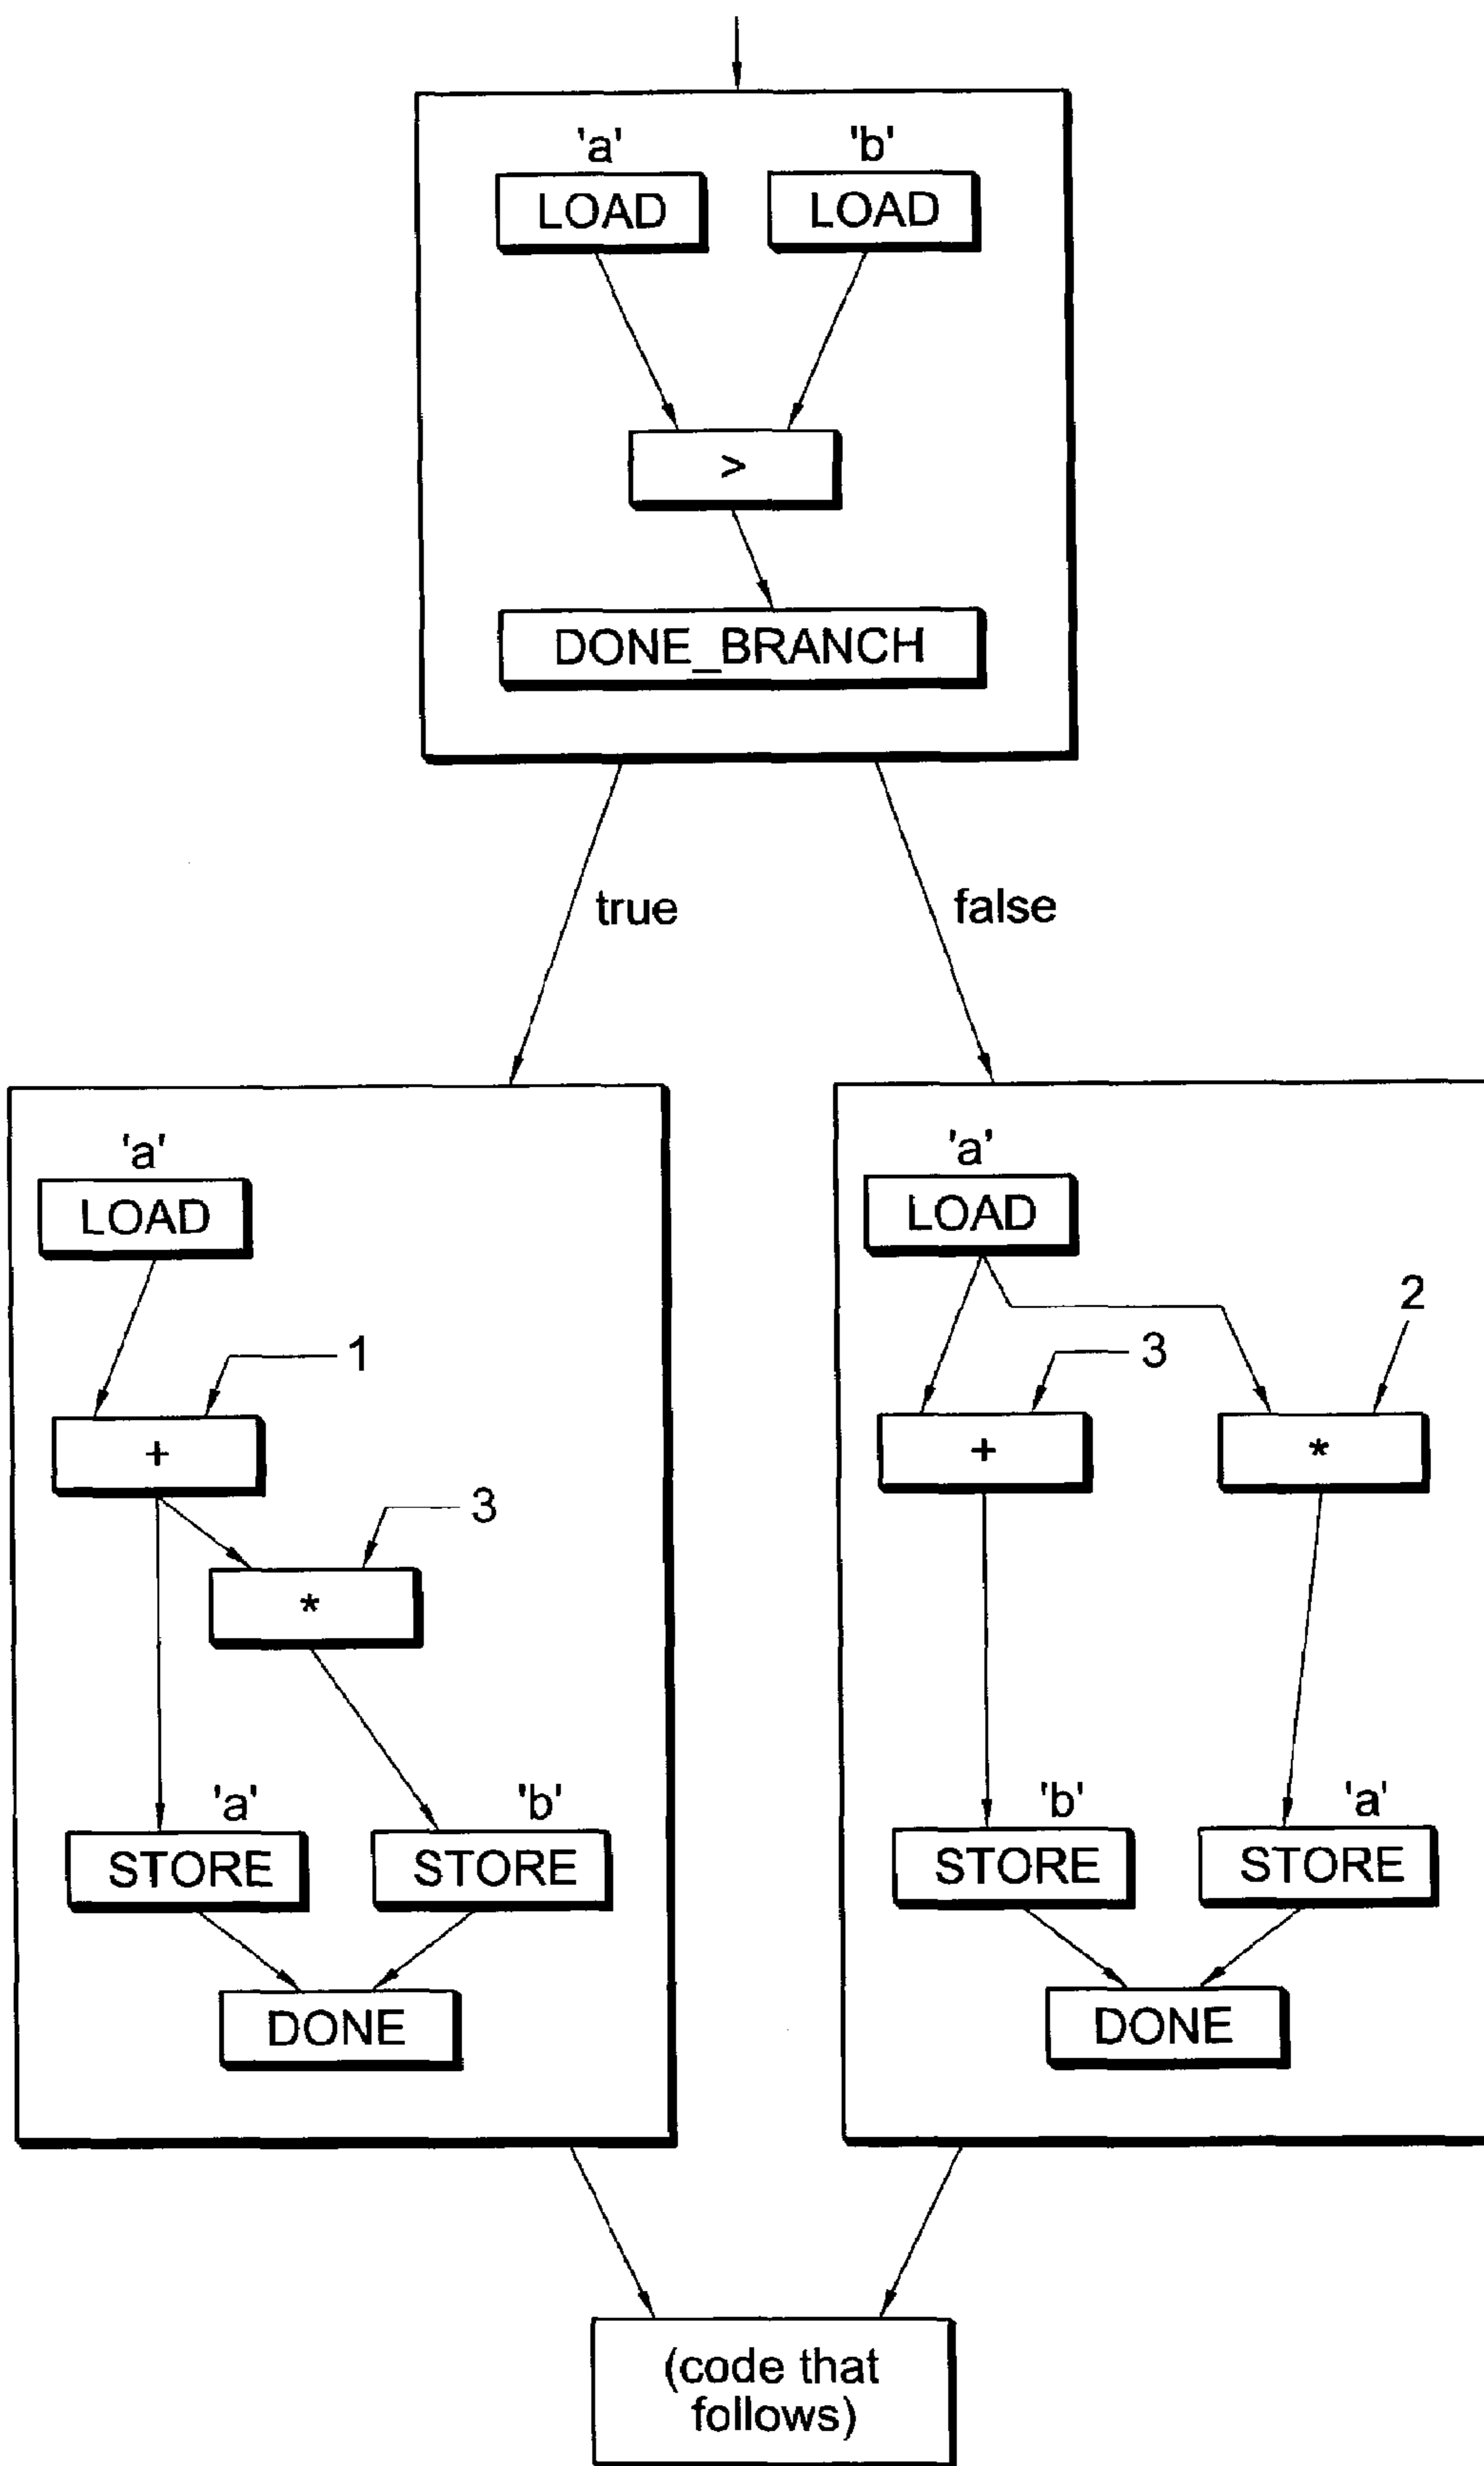 'a' 'b'
LOAD LOAD
>
DONE_BRANCH
true false
'a'
LOAD
1
+
3
*
'a' 'b'
STORE STORE
DONE
'a'
LOAD
2
3
+ *
'b' 'a'
STORE STORE
DONE
(code that
follows)